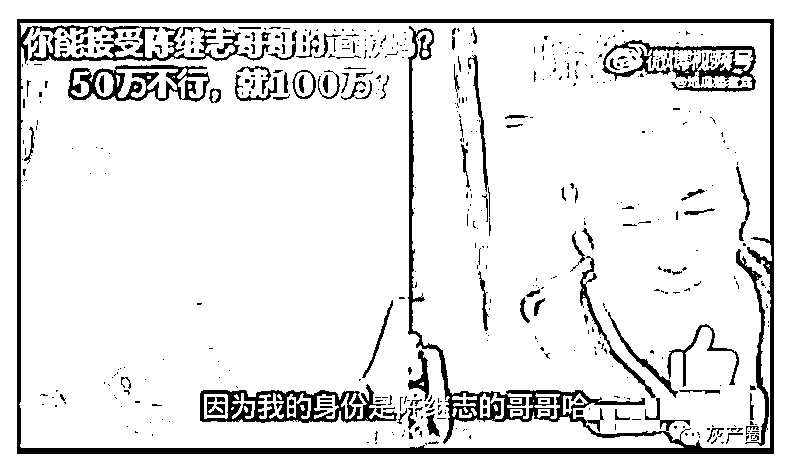 你能接受陈继志哥哥的道歉吗?
50万不行，就100万?
微博视频号
因为我的身份是陈继志的哥哥哈
灰产圈